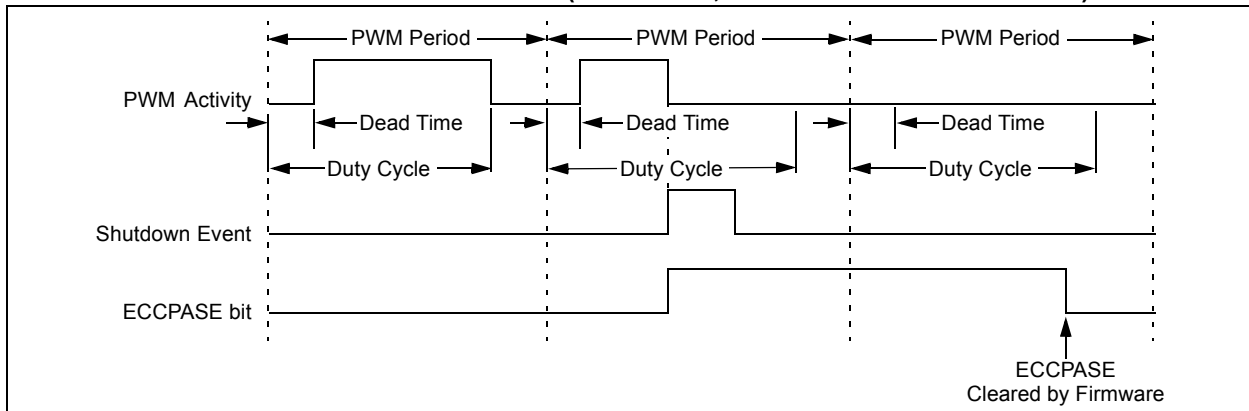 PWM Period PWM Period PWM Period
PWM Activity
Dead Time Dead Time Dead Time
Duty Cycle Duty Cycle Duty Cycle
Shutdown Event
ECCPASE bit
ECCPASE
Cleared by Firmware